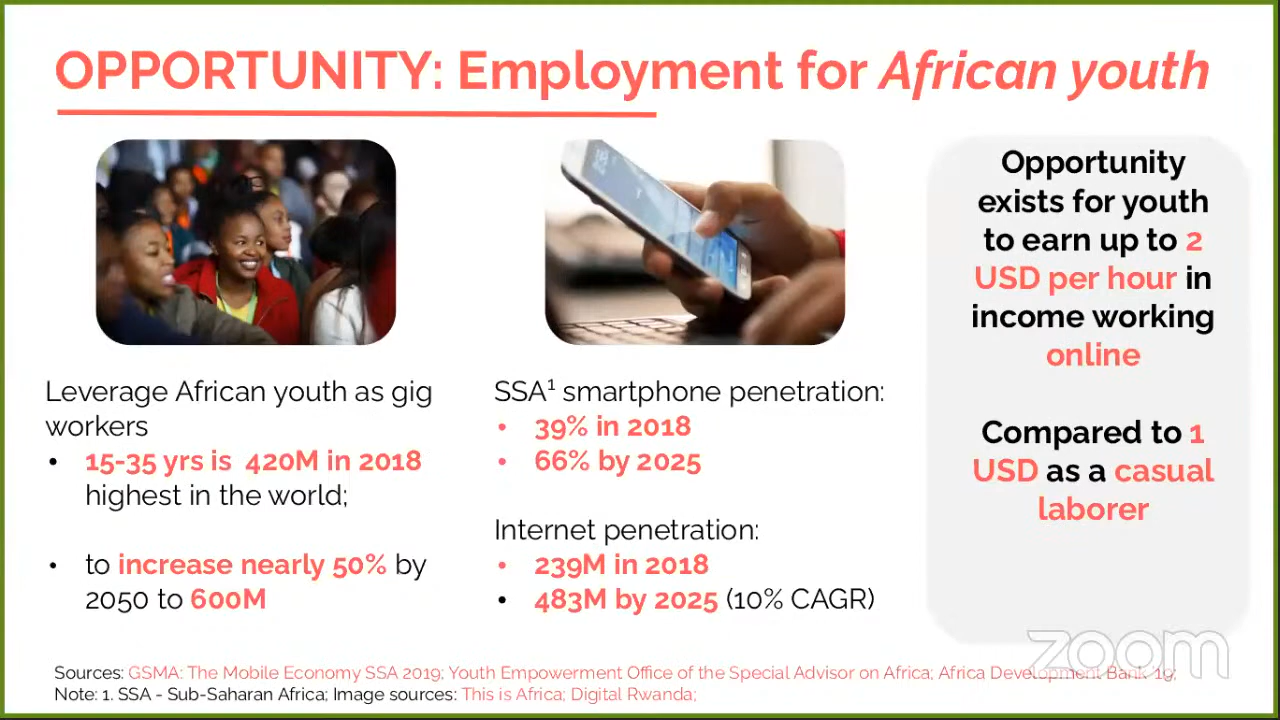 OPPORTUNITY: Employment for African youth
Leverage African youth as gig
workers
• 15-35 yrs is 420M in 2018
highest in the world;
• to increase nearly 50% by
2050 to 600M
SSA¹ smartphone penetration:
• 39% in 2018
• 66% by 2025
Internet penetration:
• 239M in 2018
• 483M by 2025 (10% CAGR)
Opportunity
exists for youth
to earn up to 2
USD per hour in
income working
online
Compared to 1
USD as a casual
laborer
Sources: GSMA: The Mobile Economy SSA 2019; Youth Empowerment Office of the Special Advisor on Africa; Africa Development Bank '19;
Note: 1. SSA - Sub-Saharan Africa; Image sources: This is Africa; Digital Rwanda;
zoom